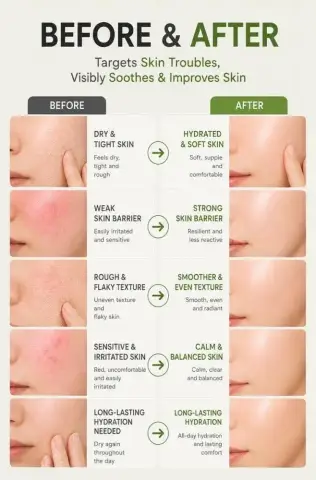 BEFORE & AFTER
Targets Skin Troubles,
Visibly Soothes & Improves Skin
BEFORE
AFTER
DRY &
TIGHT SKIN
Feels dry,
tight and
rough
HYDRATED
& SOFT SKIN
Soft, supple
and
comfortable
WEAK
SKIN BARRIER
Easily irritated
and sensitive
STRONG
SKIN BARRIER
Resilient and
less reactive
ROUGH &
FLAKY TEXTURE
Uneven texture
and
flaky skin
SMOOTHER &
EVEN TEXTURE
Smooth, even
and radiant
SENSITIVE &
IRRITATED SKIN
Red, uncomfortable
and easily
irritated
CALM &
BALANCED SKIN
Calm, clear
and balanced
LONG-LASTING
HYDRATION
NEEDED
Dry again
throughout
the day
LONG-LASTING
HYDRATION
All-day hydration
and lasting
comfort